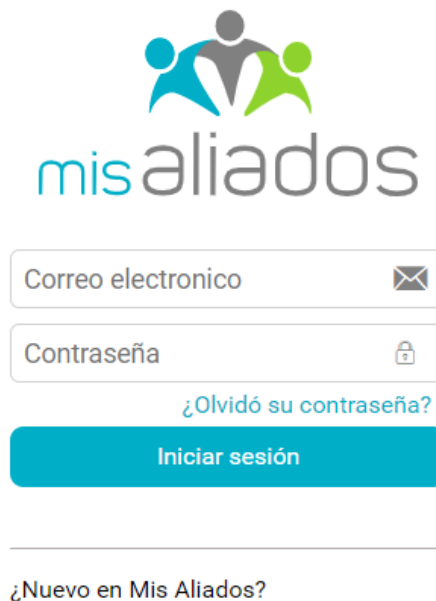 mis aliados
Correo electronico
Contraseña
¿Olvidó su contraseña?
Iniciar sesión
¿Nuevo en Mis Aliados?